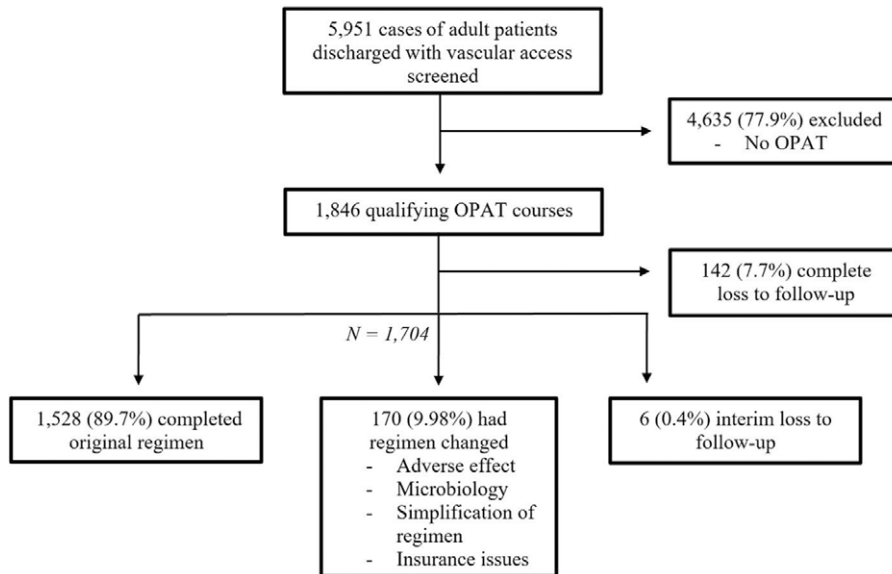 5,951 cases of adult patients
discharged with vascular access
screened
4,635 (77.9%) excluded
- No OPAT
1,846 qualifying OPAT courses
142 (7.7%) complete
loss to follow-up
N = 1,704
1,528 (89.7%) completed
original regimen
170 (9.98%) had
regimen changed
- Adverse effect
- Microbiology
- Simplification of
regimen
- Insurance issues
6 (0.4%) interim loss to
follow-up